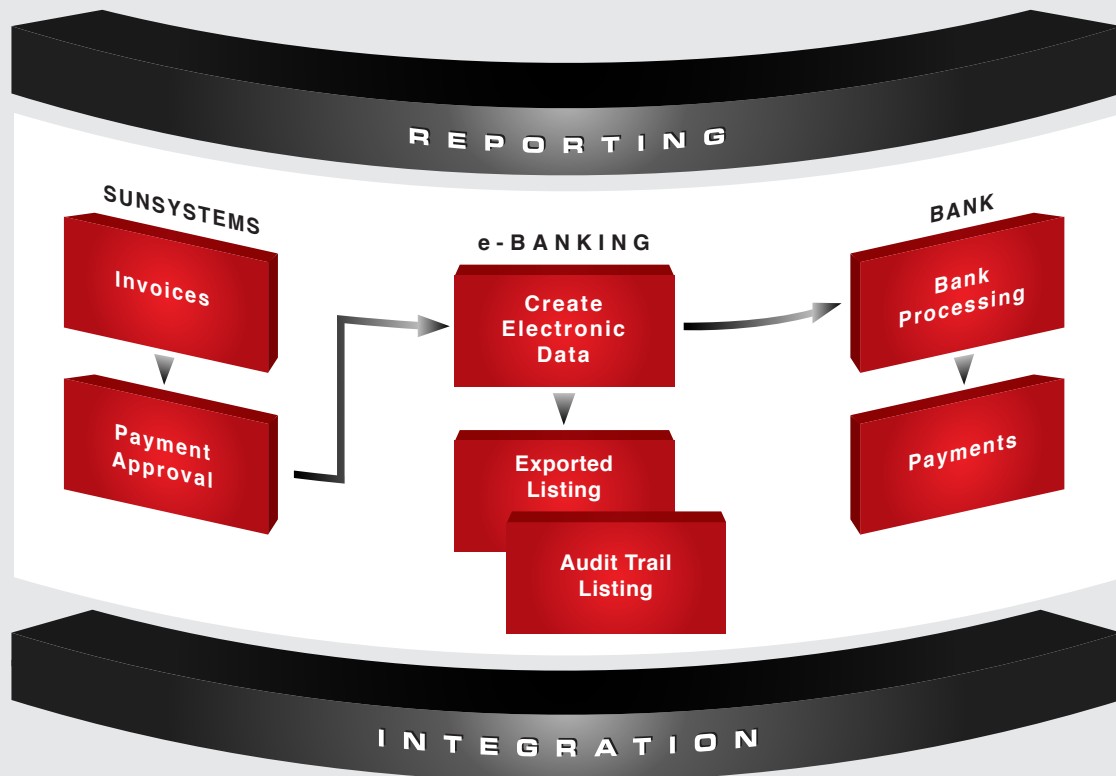 REPORTING
SUNSYSTEMS
Invoices
Payment
Approval
e-BANKING
Create
Electronic
Data
Exported
Listing
Audit Trail
Listing
BANK
Bank
Processing
Payments
INTEGRATION